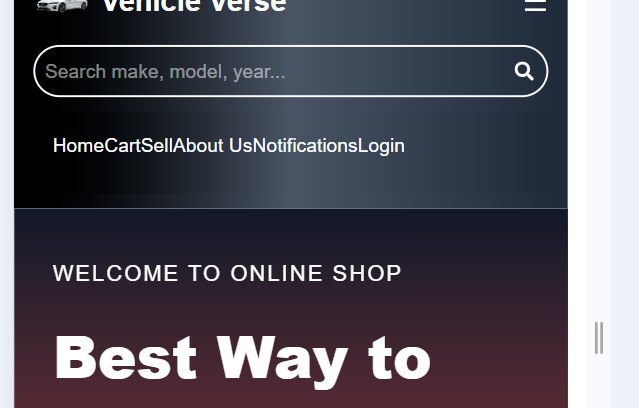 Vehicle Verse
Search make, model, year...
HomeCartSellAbout UsNotificationsLogin
WELCOME TO ONLINE SHOP
Best Way to